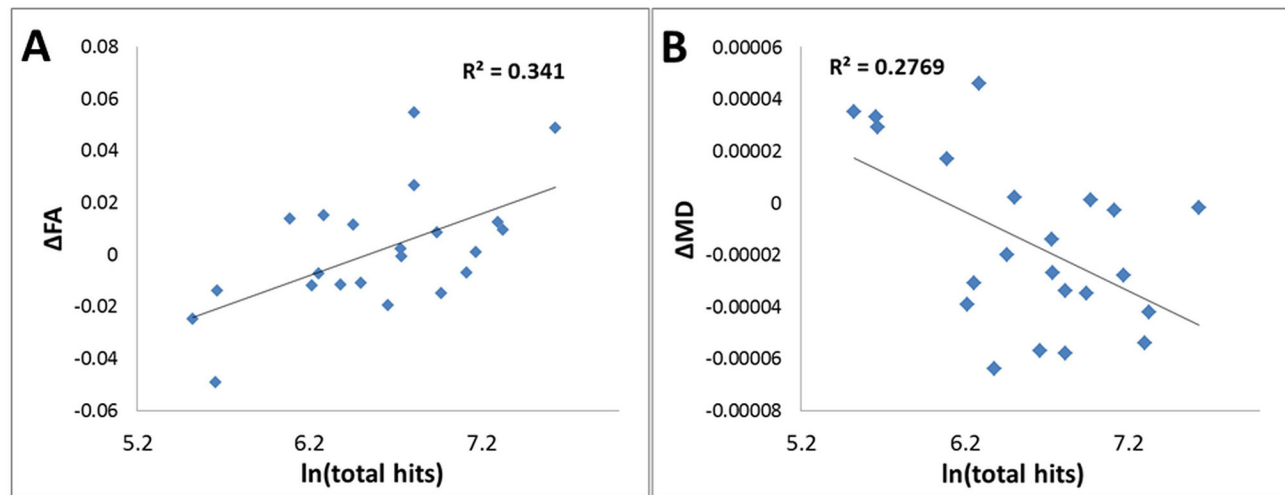 A
R² = 0.341
ΔFA
0.08
0.06
0.04
0.02
0
-0.02
-0.04
-0.06
5.2 6.2 7.2
ln(total hits)
B
R² = 0.2769
ΔMD
0.00006
0.00004
0.00002
0
-0.00002
-0.00004
-0.00006
-0.00008
5.2 6.2 7.2
ln(total hits)